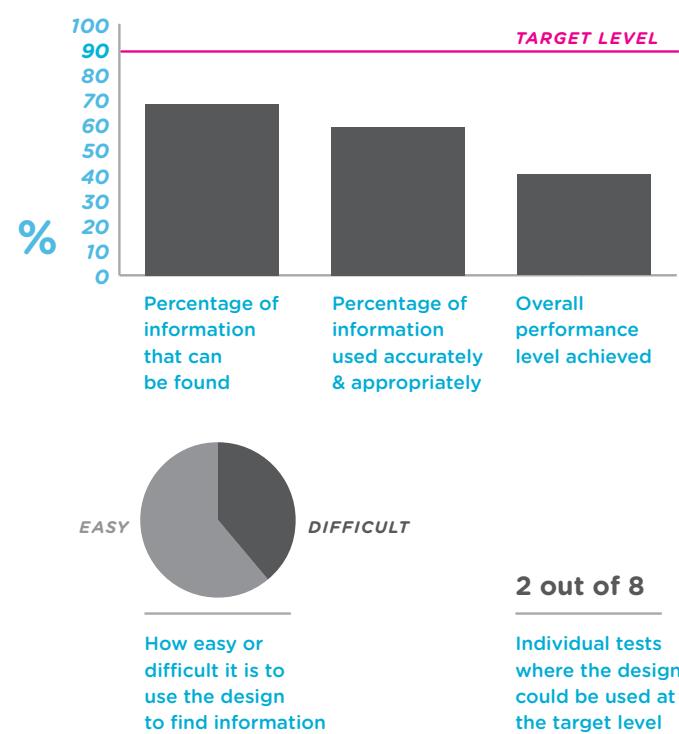 100
90
80
70
60
50
40
30
20
10
0
%
TARGET LEVEL
Percentage of
information
that can
be found
Percentage of
information
used accurately
& appropriately
Overall
performance
level achieved
EASY
DIFFICULT
How easy or
difficult it is to
use the design
to find information
2 out of 8
Individual tests
where the design
could be used at
the target level